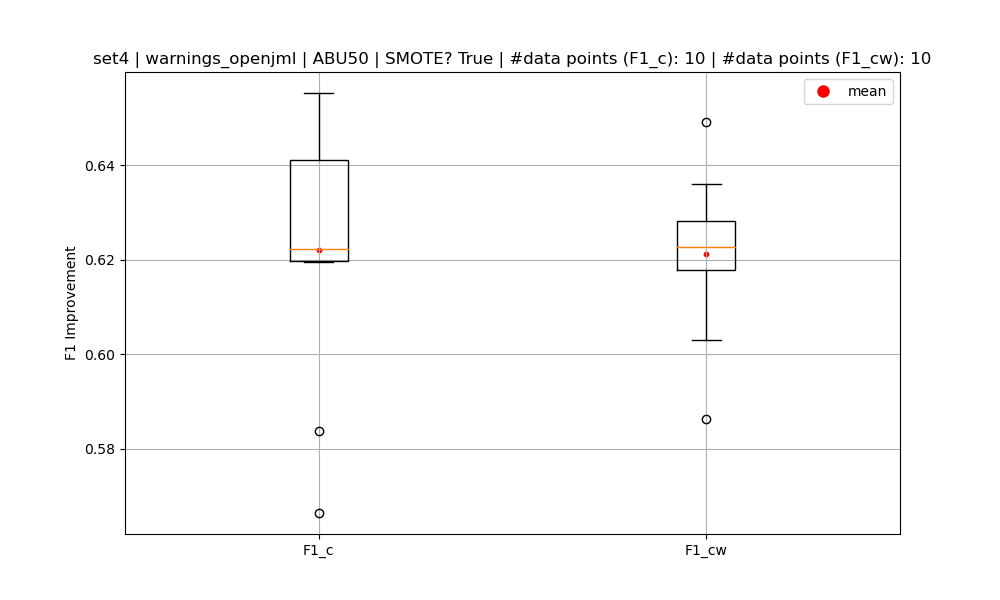 set4 | warnings_openjml | ABU50 | SMOTE? True | #data points (F1_c): 10 | #data points (F1_cw): 10
mean
F1 Improvement
0.64
0.62
0.60
0.58
F1_c
F1_cw